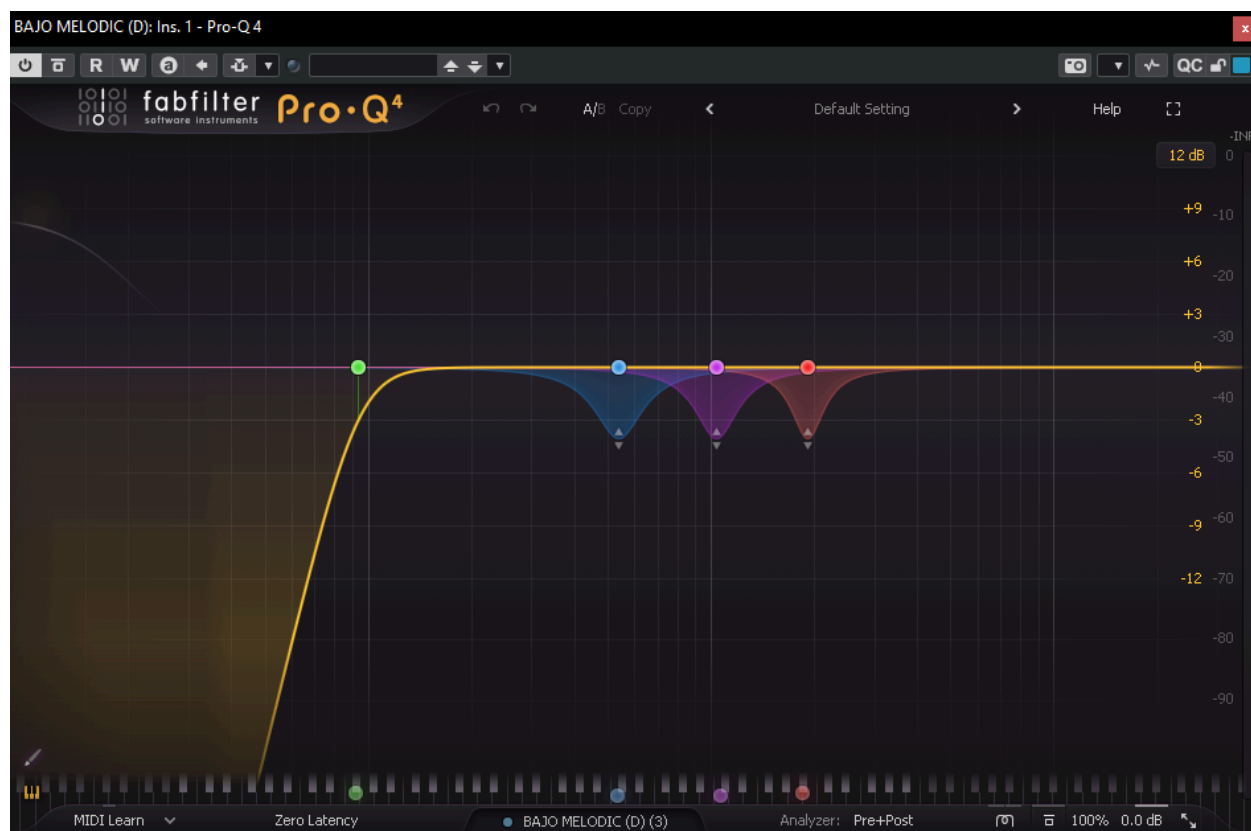 BAJO MELODIC (D): Ins. 1 - Pro-Q 4
x
R W a QC
fabfilter
software instruments
Pro·Q4
A/B Copy Default Setting Help
-INF
12 dB 0
+9 -10
+6 -20
+3 -30
0 -40
-3 -50
-6
-9 -60
-12 -70
-80
-90
MIDI Learn Zero Latency BAJO MELODIC (D) (3) Analyzer: Pre+Post 100% 0.0 dB